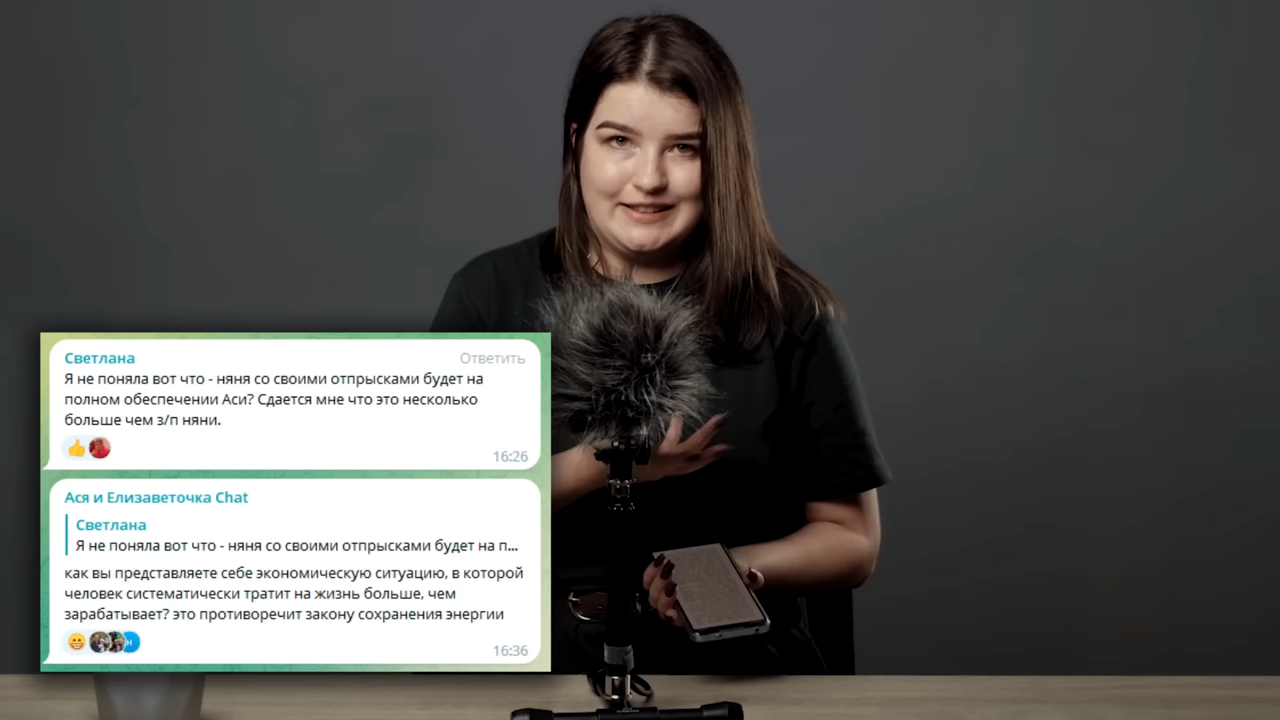 Светлана
Ответить
Я не поняла вот что - няня со своими отпрысками будет на
полном обеспечении Аси? Сдается мне что это несколько
больше чем з/п няни.
16:26
Ася и Елизаветочка Chat
Светлана
Я не поняла вот что - няня со своими отпрысками будет на п...
как вы представляете себе экономическую ситуацию, в которой
человек систематически тратит на жизнь больше, чем
зарабатывает? это противоречит закону сохранения энергии
Н
16:36